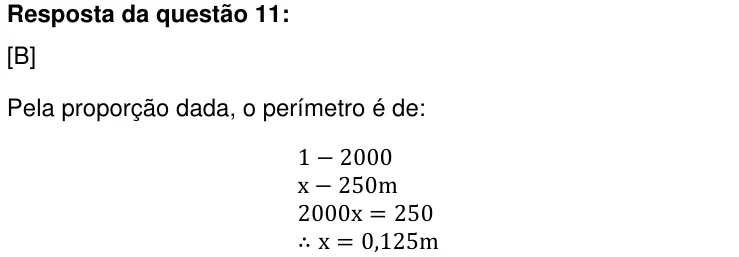 Resposta da questão 11:
[B]
Pela proporção dada, o perímetro é de:
1 − 2000
x − 250m
2000x = 250
∴ x = 0,125m